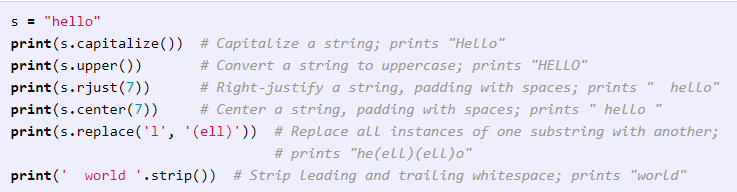 s = "hello"
print(s.capitalize())  # Capitalize a string; prints "Hello"
print(s.upper())       # Convert a string to uppercase; prints "HELLO"
print(s.rjust(7))      # Right-justify a string, padding with spaces; prints "  hello"
print(s.center(7))     # Center a string, padding with spaces; prints " hello "
print(s.replace('l', '(ell)'))  # Replace all instances of one substring with another;
                                # prints "he(ell)(ell)o"
print('  world '.strip())  # Strip leading and trailing whitespace; prints "world"